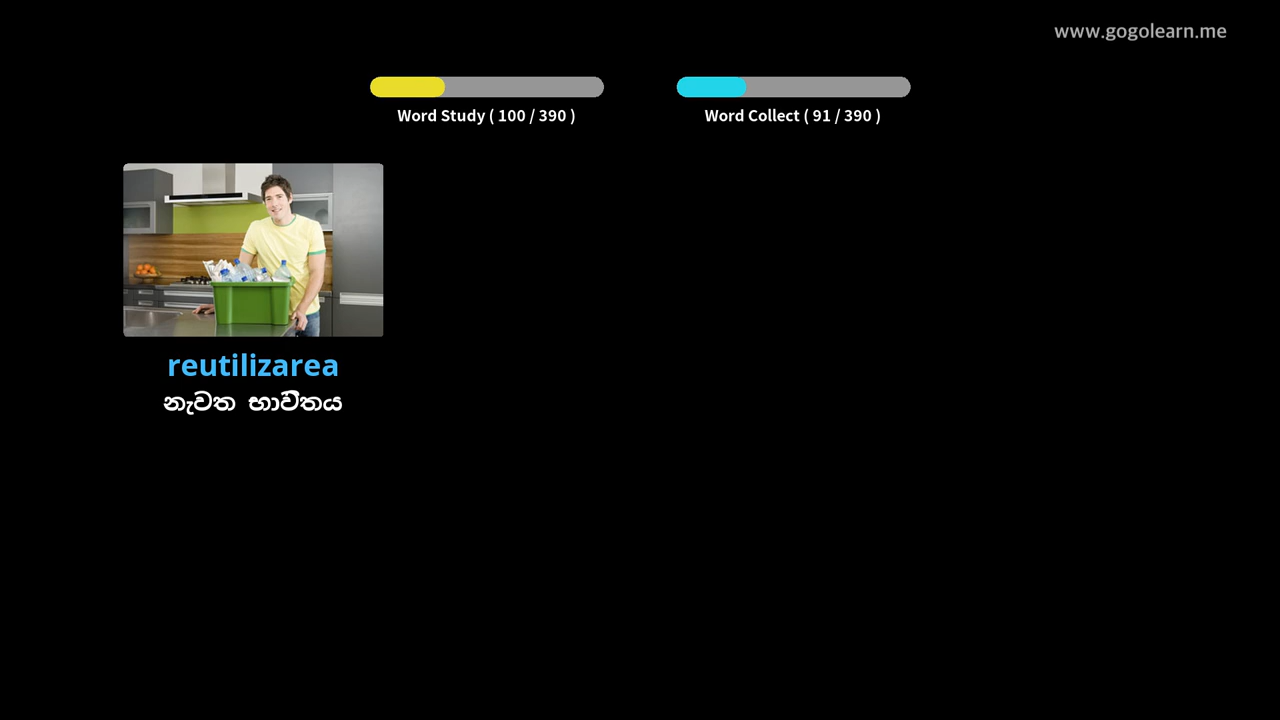 www.gogolearn.me
Word Study ( 100 / 390 )
Word Collect ( 91 / 390 )
reutilizarea
නැවත භාවිතය